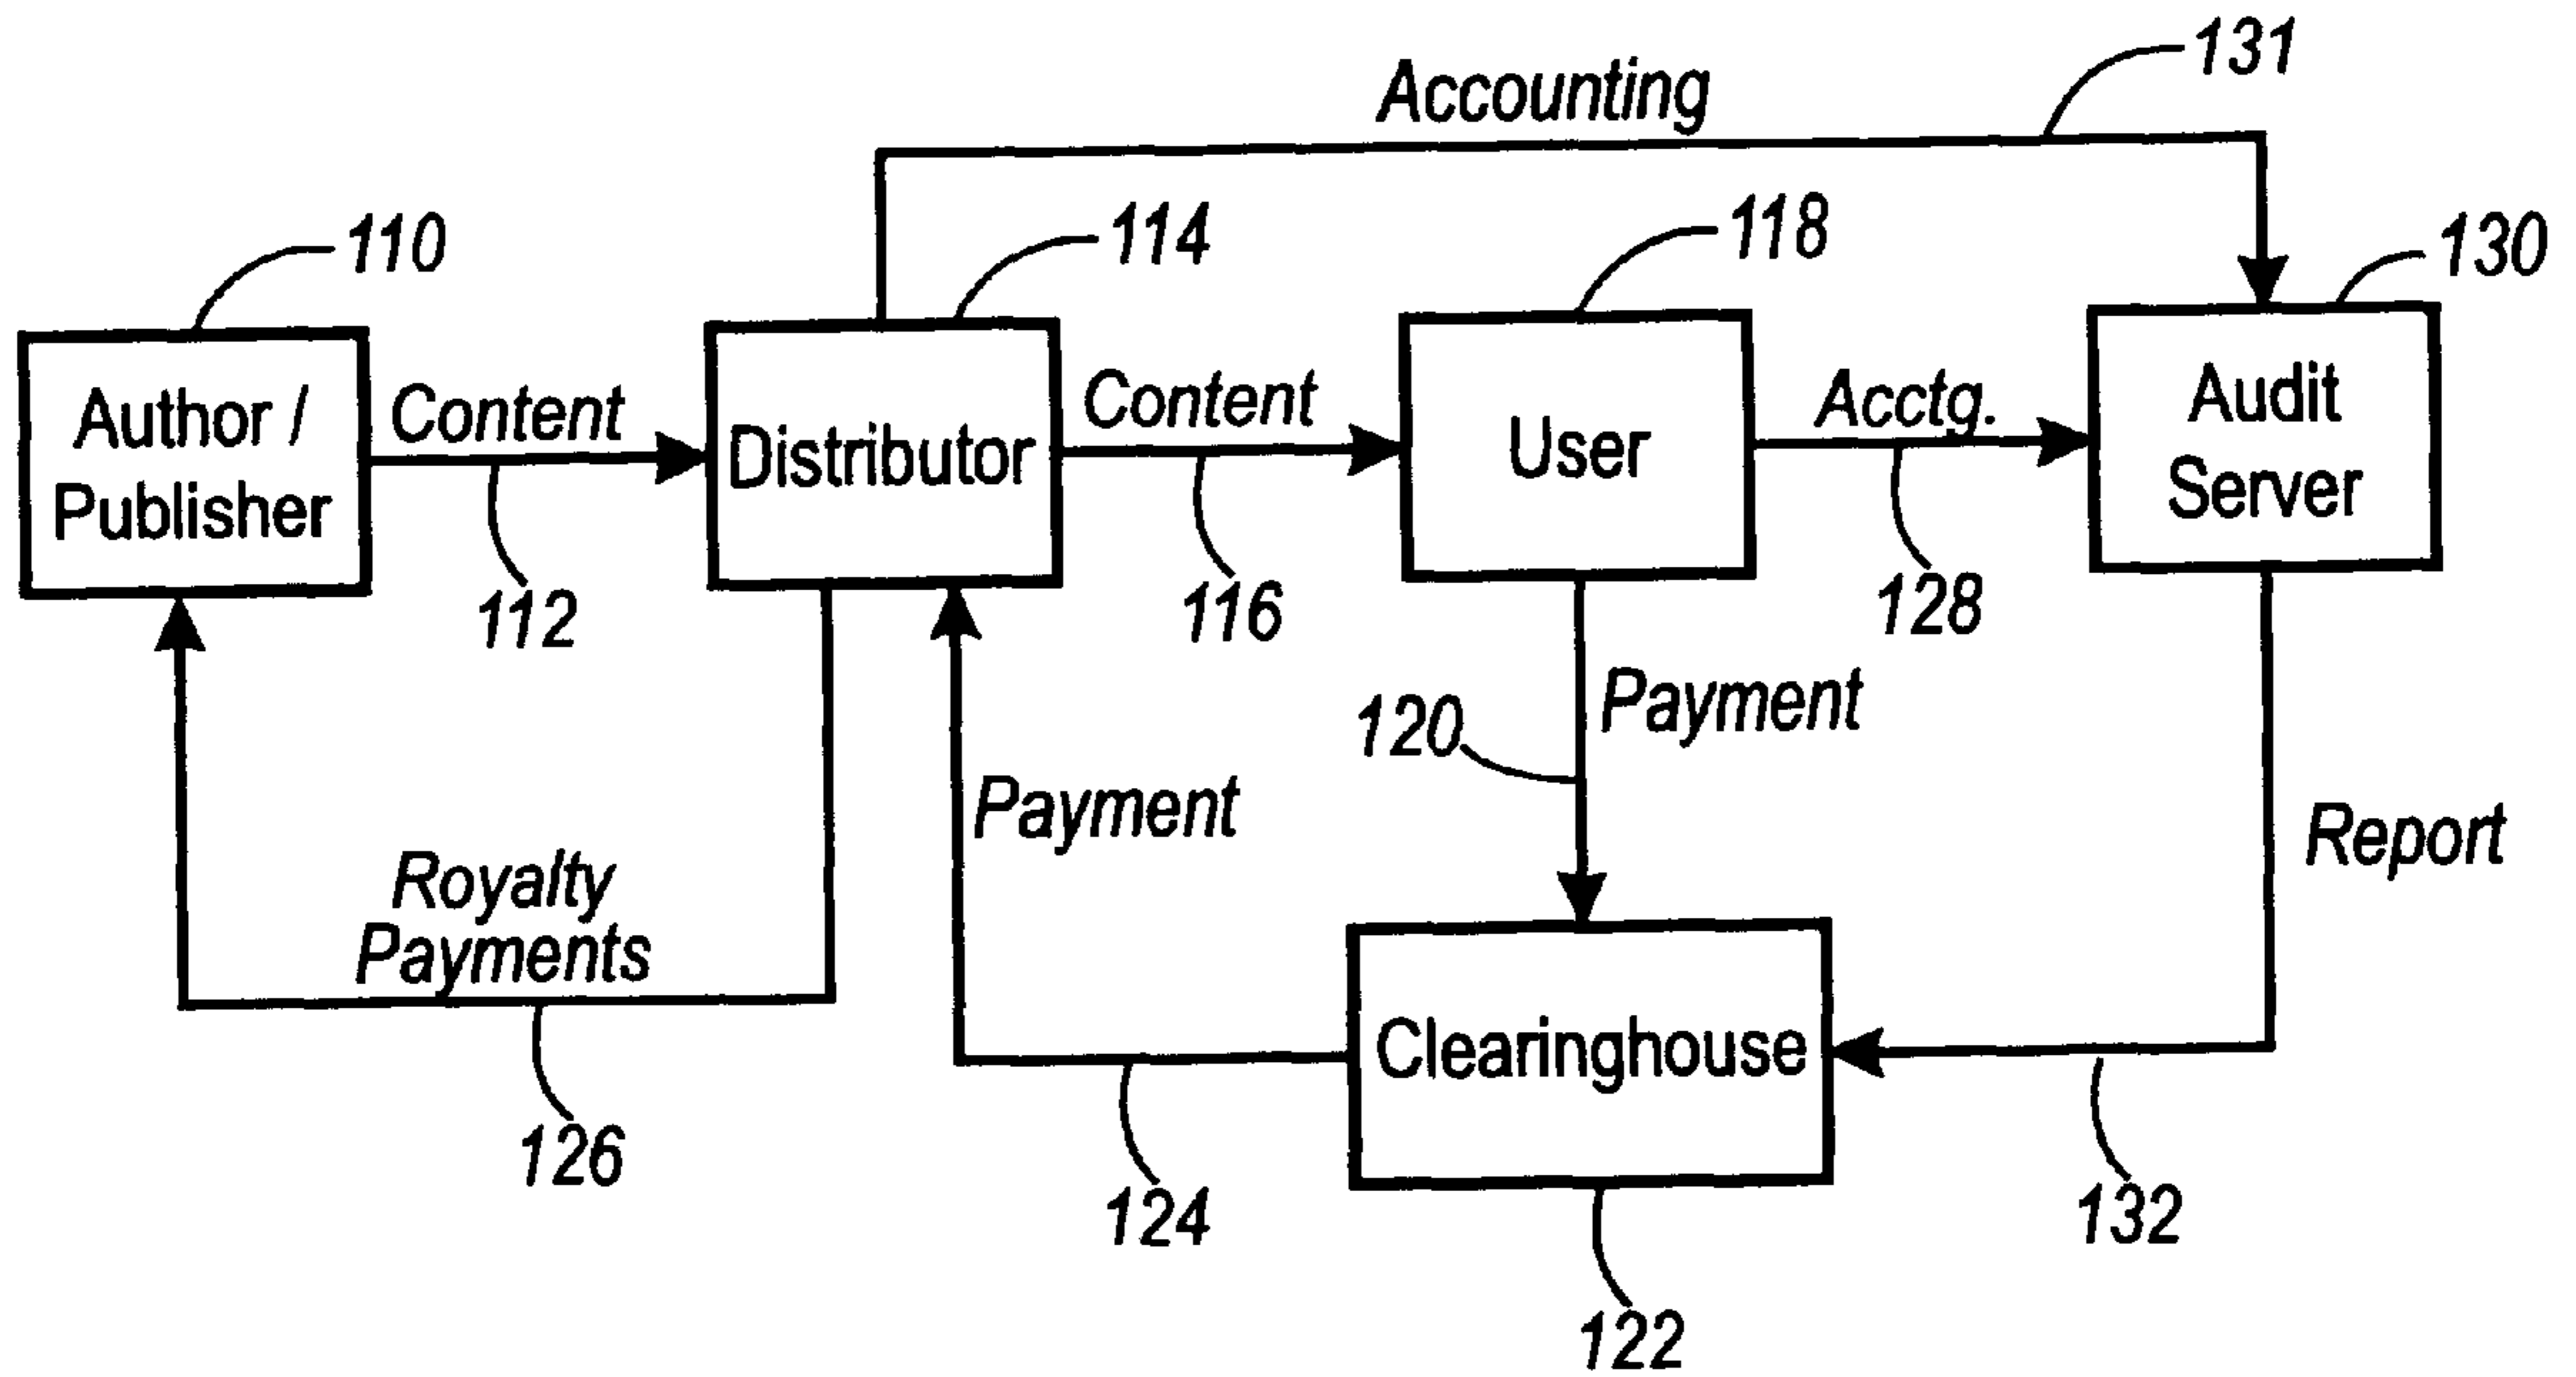 Accounting
131
110
114
118
130
Author /
Publisher
Content
Distributor
Content
User
Acctg.
Audit
Server
112
116
128
120
Payment
Payment
Report
Royalty
Payments
Clearinghouse
126
124
132
122